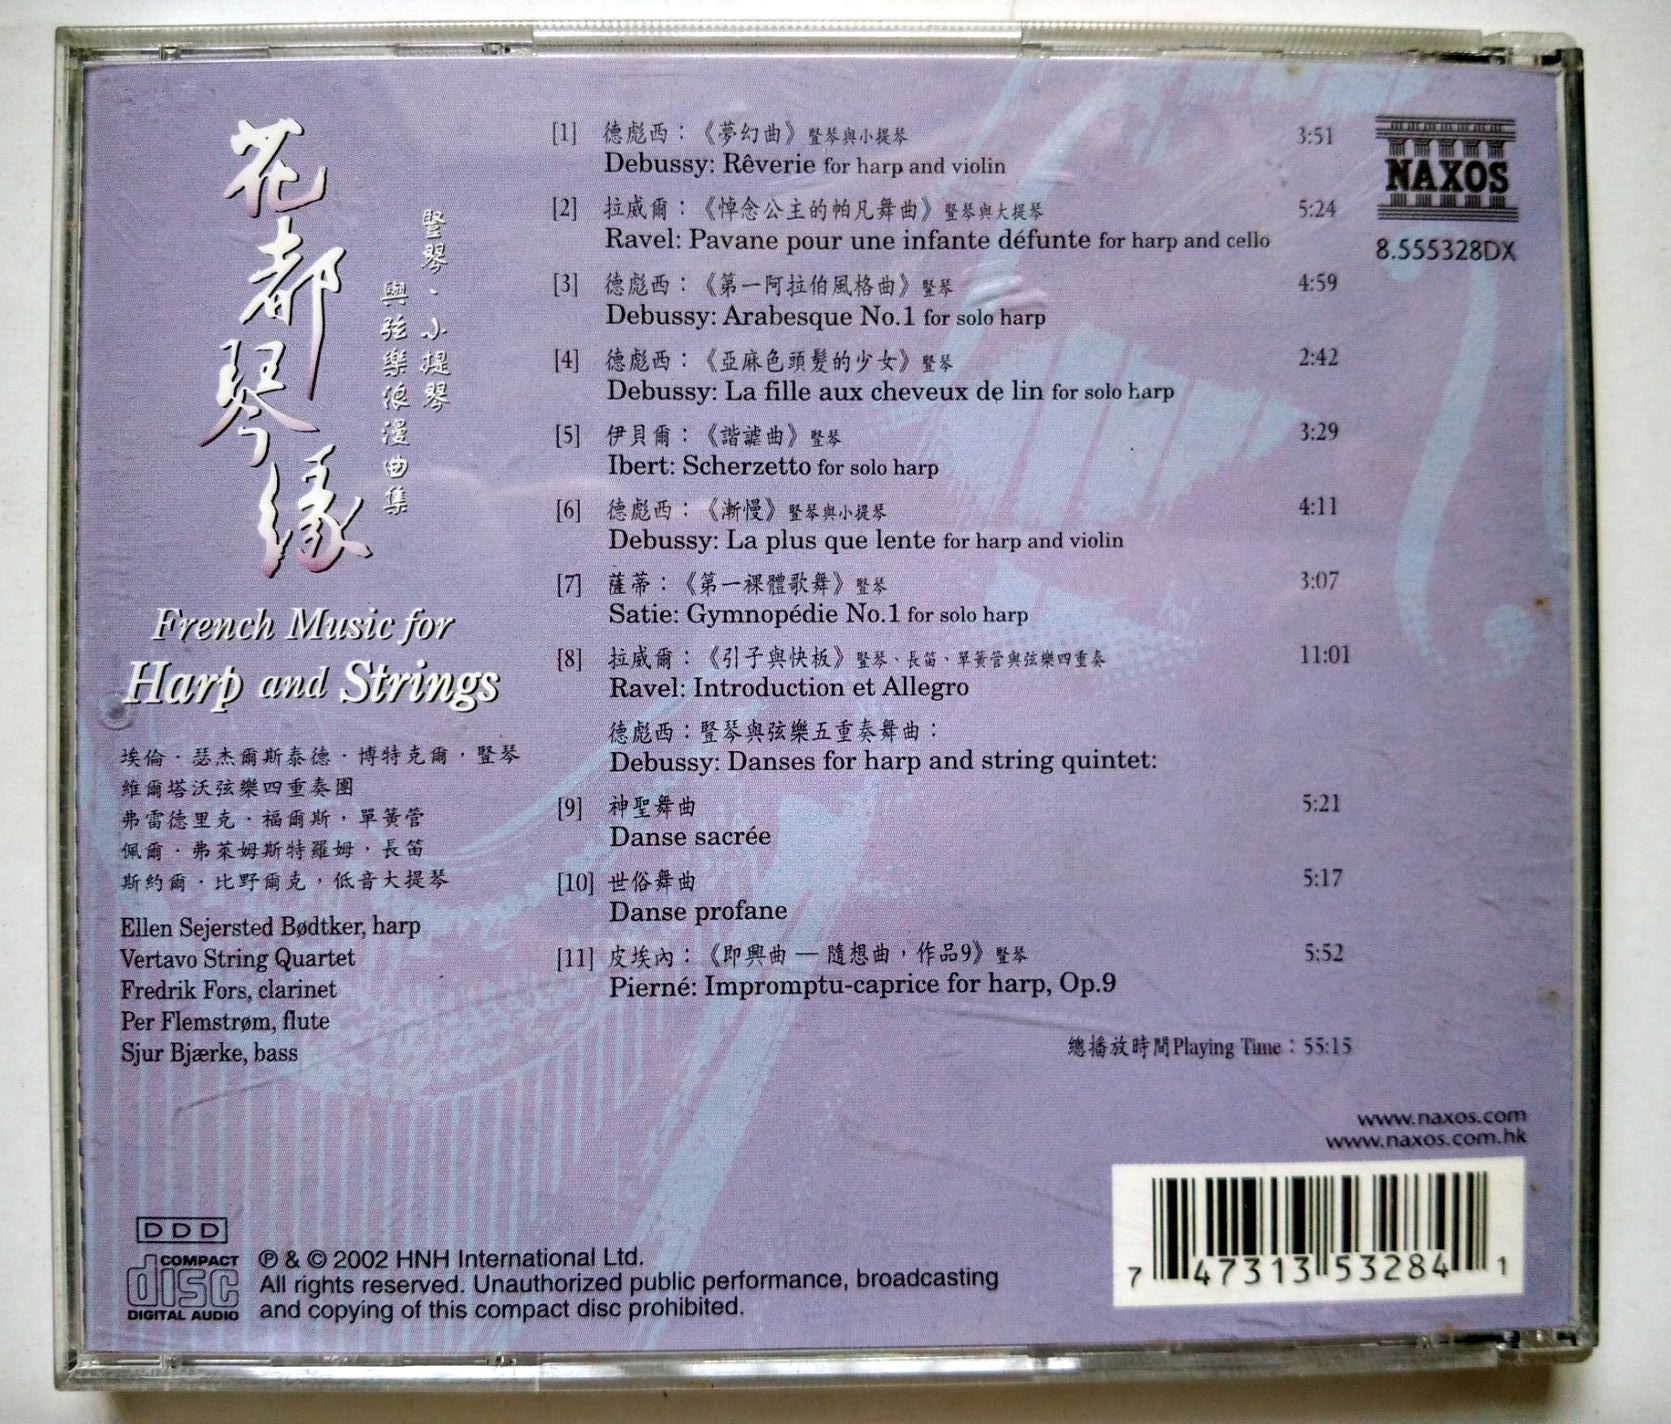 花都琴緣
豎琴、小提琴
與弦樂浪漫曲集
French Music for
Harp and Strings
埃倫．瑟杰爾斯泰德．博特克爾，豎琴
維爾塔沃弦樂四重奏團
弗雷德里克．福爾斯，單簧管
佩爾．弗萊姆斯特羅姆，長笛
斯約爾．比野爾克，低音大提琴
Ellen Sejersted Bødtker, harp
Vertavo String Quartet
Fredrik Fors, clarinet
Per Flemstrøm, flute
Sjur Bjærke, bass
[1] 德彪西：《夢幻曲》豎琴與小提琴 3:51
Debussy: Rêverie for harp and violin
[2] 拉威爾：《悼念公主的帕凡舞曲》豎琴與大提琴 5:24
Ravel: Pavane pour une infante défunte for harp and cello
[3] 德彪西：《第一阿拉伯風格曲》豎琴 4:59
Debussy: Arabesque No.1 for solo harp
[4] 德彪西：《亞麻色頭髮的少女》豎琴 2:42
Debussy: La fille aux cheveux de lin for solo harp
[5] 伊貝爾：《諧謔曲》豎琴 3:29
Ibert: Scherzetto for solo harp
[6] 德彪西：《漸慢》豎琴與小提琴 4:11
Debussy: La plus que lente for harp and violin
[7] 薩蒂：《第一裸體歌舞》豎琴 3:07
Satie: Gymnopédie No.1 for solo harp
[8] 拉威爾：《引子與快板》豎琴、長笛、單簧管與弦樂四重奏 11:01
Ravel: Introduction et Allegro
德彪西：豎琴與弦樂五重奏舞曲：
Debussy: Danses for harp and string quintet:
[9] 神聖舞曲 5:21
Danse sacrée
[10] 世俗舞曲 5:17
Danse profane
[11] 皮埃內：《即興曲 — 隨想曲，作品9》豎琴 5:52
Pierné: Impromptu-caprice for harp, Op.9
總播放時間Playing Time：55:15
NAXOS
8.555328DX
www.naxos.com
www.naxos.com.hk
7 47313 53284 1
DDD
COMPACT
disc
DIGITAL AUDIO
℗ & © 2002 HNH International Ltd.
All rights reserved. Unauthorized public performance, broadcasting
and copying of this compact disc prohibited.